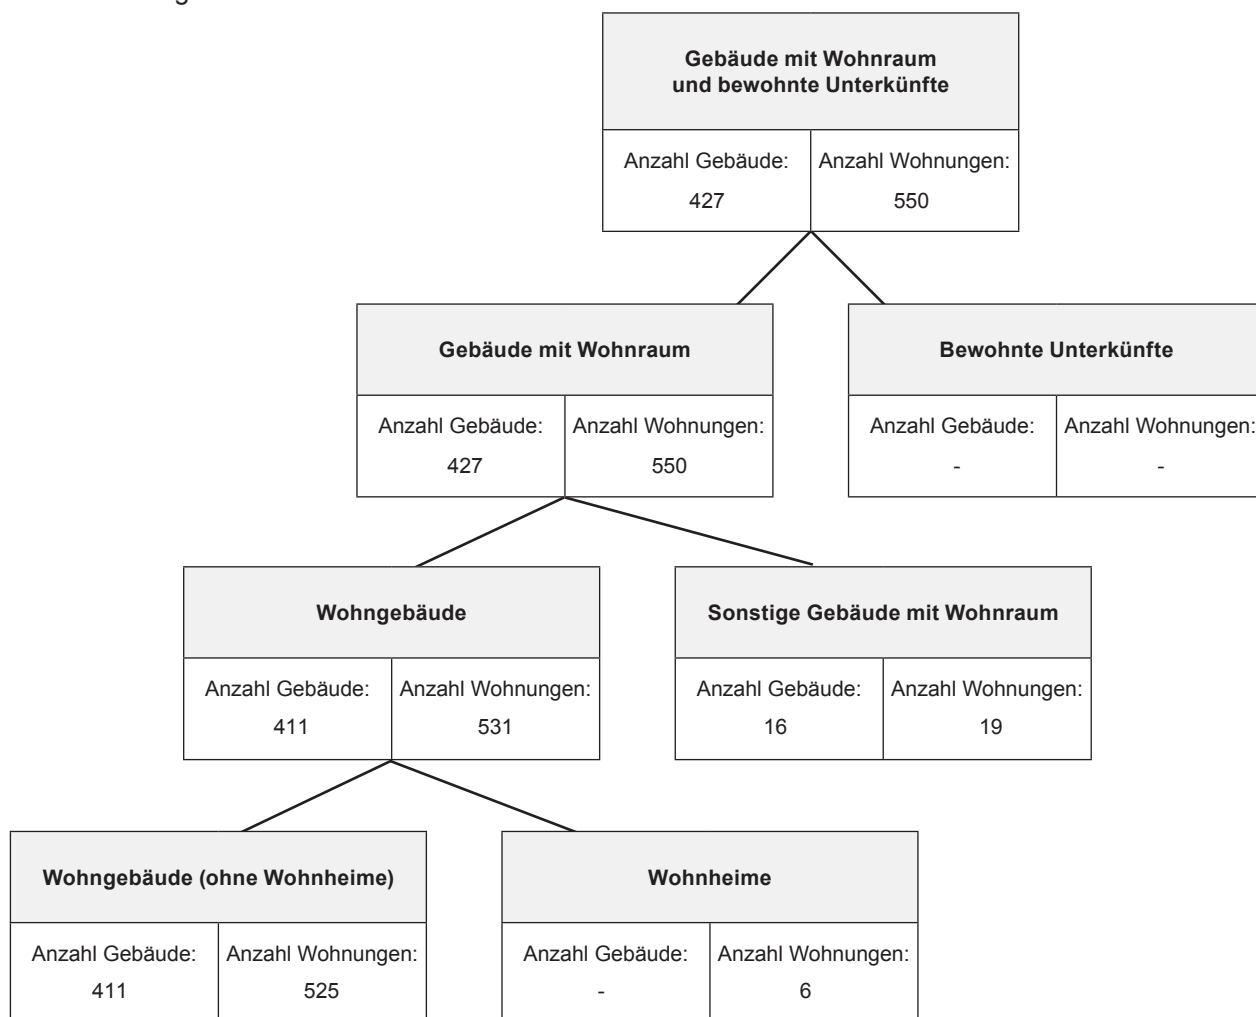 Gebäude mit Wohnraum
und bewohnte Unterkünfte
Anzahl Gebäude: Anzahl Wohnungen:
427 550
Gebäude mit Wohnraum
Anzahl Gebäude: Anzahl Wohnungen:
427 550
Bewohnte Unterkünfte
Anzahl Gebäude: Anzahl Wohnungen:
- -
Wohngebäude
Anzahl Gebäude: Anzahl Wohnungen:
411 531
Sonstige Gebäude mit Wohnraum
Anzahl Gebäude: Anzahl Wohnungen:
16 19
Wohngebäude (ohne Wohnheime)
Anzahl Gebäude: Anzahl Wohnungen:
411 525
Wohnheime
Anzahl Gebäude: Anzahl Wohnungen:
- 6